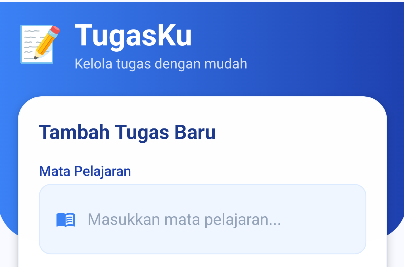 TugasKu
Kelola tugas dengan mudah
Tambah Tugas Baru
Mata Pelajaran
Masukkan mata pelajaran...